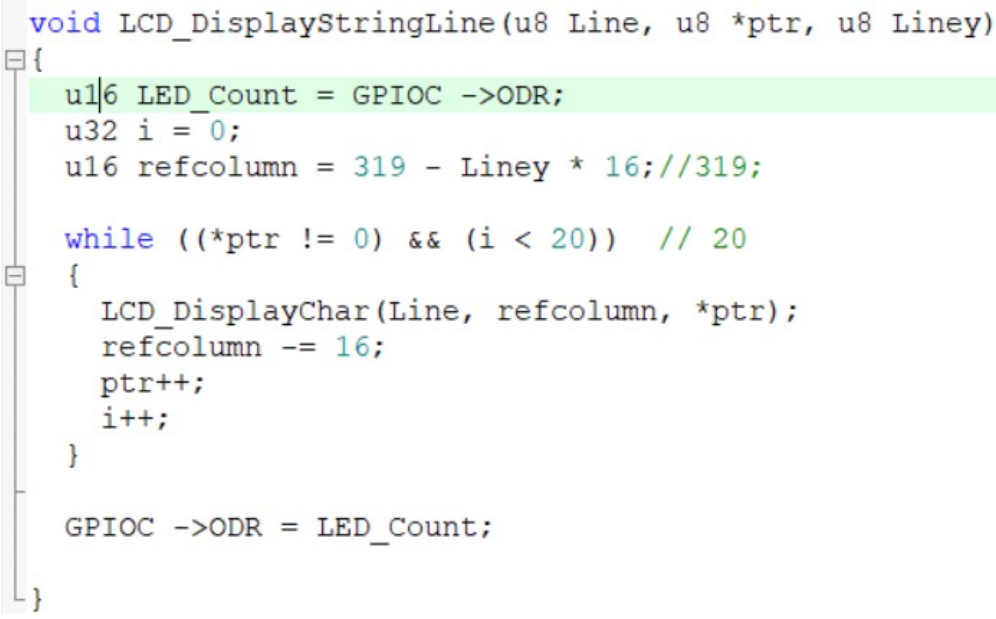 void LCD_DisplayStringLine(u8 Line, u8 *ptr, u8 Liney)
{
u16 LED_Count = GPIOC ->ODR;
u32 i = 0;
u16 refcolumn = 319 - Liney * 16;//319;
while ((*ptr != 0) && (i < 20)) // 20
{
LCD_DisplayChar(Line, refcolumn, *ptr);
refcolumn -= 16;
ptr++;
i++;
}
GPIOC ->ODR = LED_Count;
}